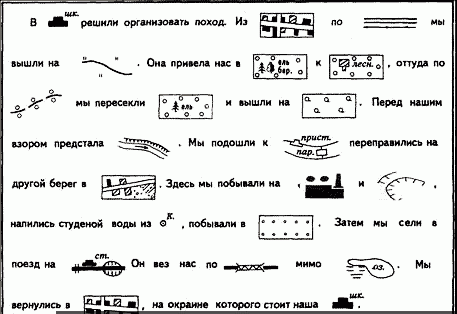 В шк. решили организовать поход. Из по мы
вышли на . Она привела нас в ель бер. к лесн. , оттуда по
мы пересекли ель и вышли на . Перед нашим
взором предстала . Мы подошли к прист. пар. переправились на
другой берег в . Здесь мы побывали на и ,
напились студеной воды из К. , побывали в . Затем мы сели в
поезд на ст. Он вез нас по мимо оз. . Мы
вернулись в , на окраине которого стоит наша шк. .